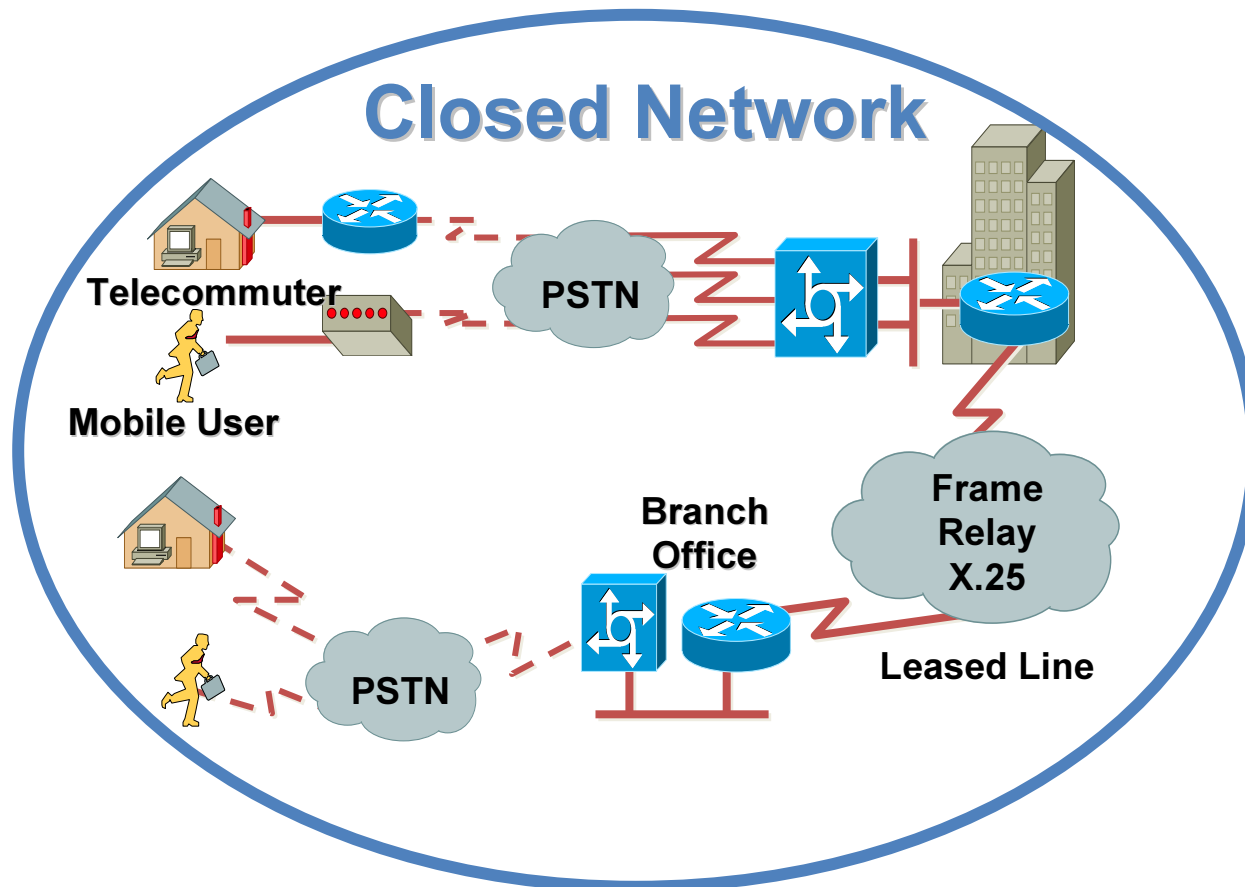 Closed Network
Telecommuter
PSTN
Mobile User
Frame
Relay
X.25
Branch
Office
Leased Line
PSTN